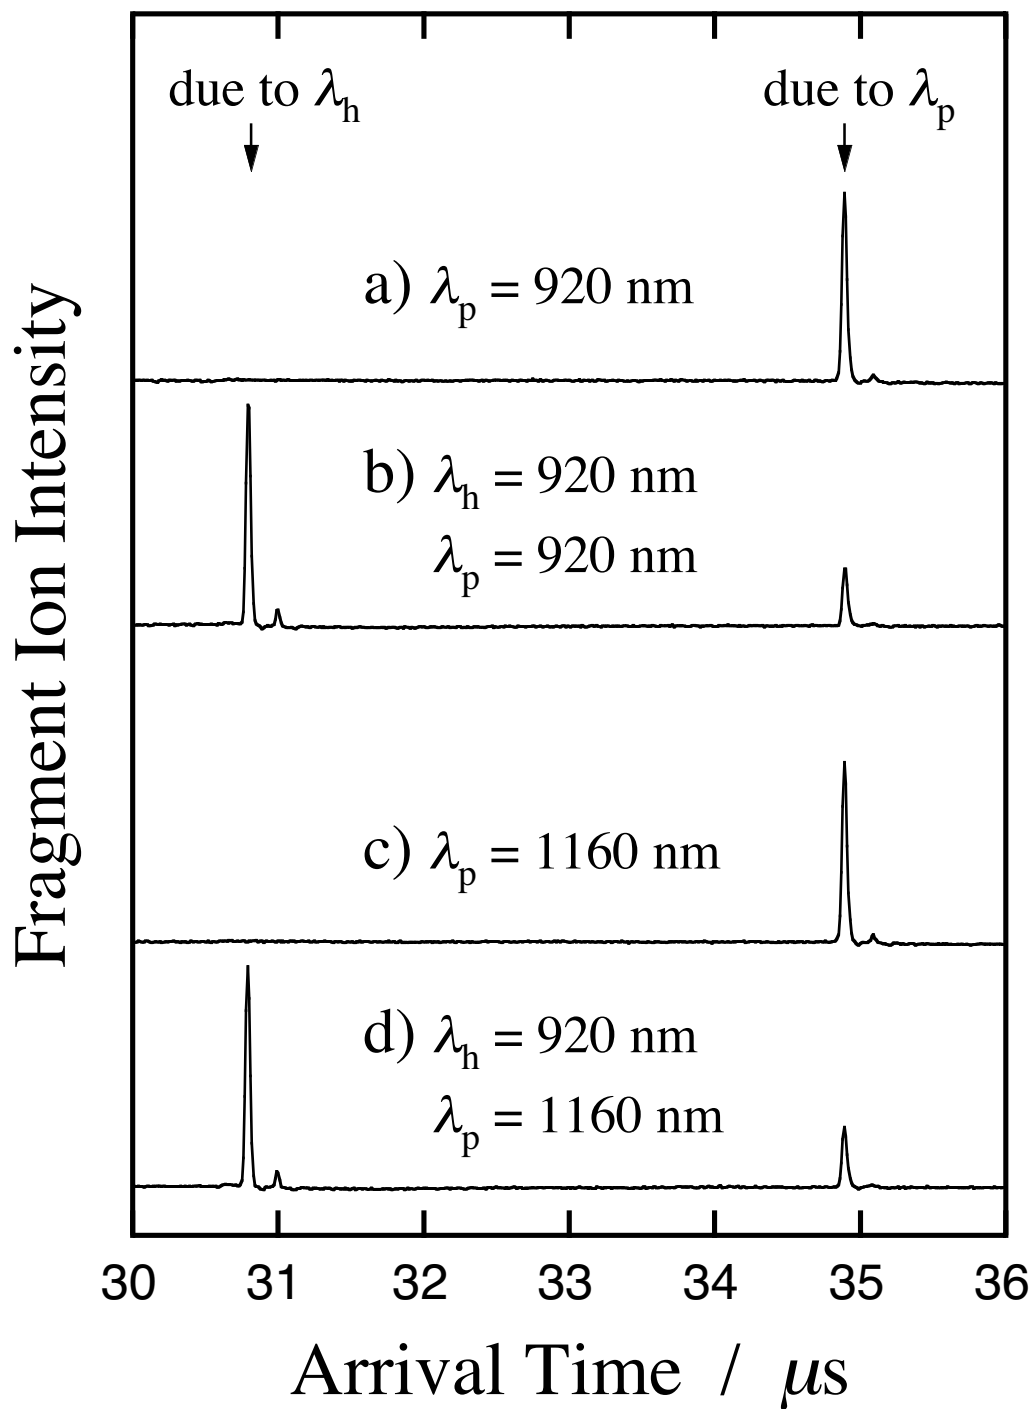 due to λh
due to λp
a) λp = 920 nm
b) λh = 920 nm
λp = 920 nm
c) λp = 1160 nm
d) λh = 920 nm
λp = 1160 nm
Fragment Ion Intensity
30 31 32 33 34 35 36
Arrival Time / μs